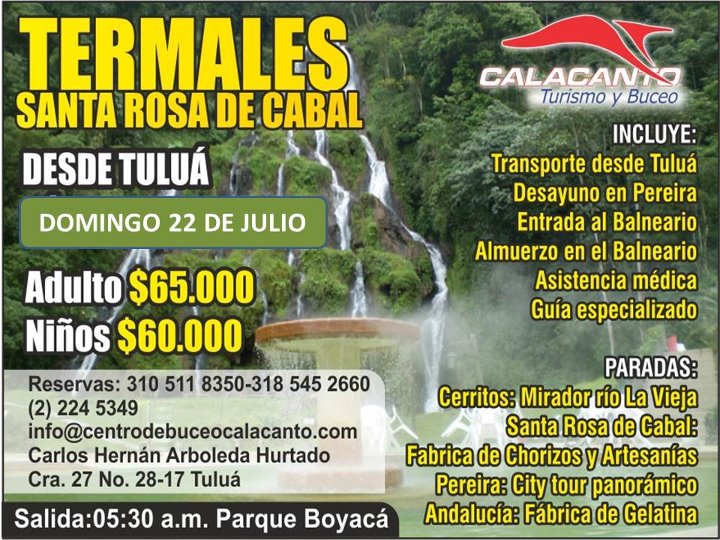 TERMALES
SANTA ROSA DE CABAL
DESDE TULUÁ
DOMINGO 22 DE JULIO
Adulto $65.000
Niños $60.000
Reservas: 310 511 8350-318 545 2660
(2) 224 5349
info@centrodebuceocalacanto.com
Carlos Hernán Arboleda Hurtado
Cra. 27 No. 28-17 Tuluá
Salida:05:30 a.m. Parque Boyacá
CALACANTO
Turismo y Buceo
INCLUYE:
Transporte desde Tuluá
Desayuno en Pereira
Entrada al Balneario
Almuerzo en el Balneario
Asistencia médica
Guía especializado
PARADAS:
Cerritos: Mirador río La Vieja
Santa Rosa de Cabal:
Fabrica de Chorizos y Artesanías
Pereira: City tour panorámico
Andalucía: Fábrica de Gelatina